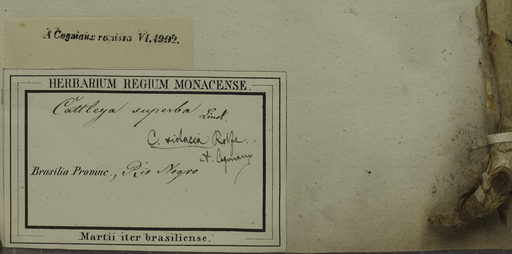 A Cogniaux revissa VI.1902.
HERBARIUM REGIUM MONACENSE.
Cattleya superba Lindl.
C. violacea Rolfe.
A. Cogniaux
Brasilia Provinc., Rio Negro
Martii iter brasiliense.